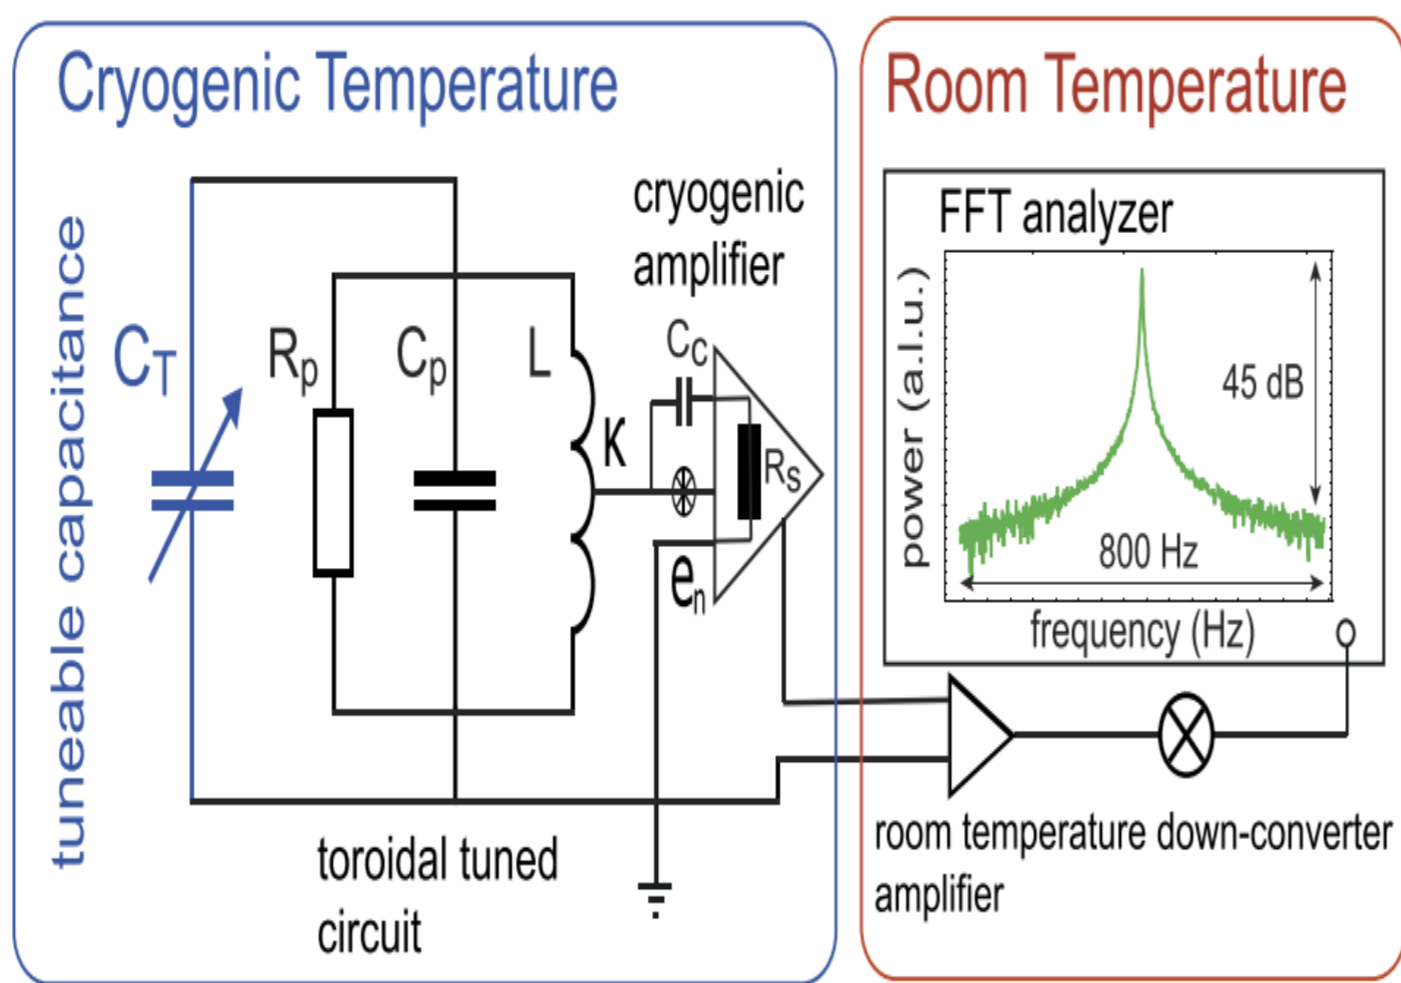 Cryogenic Temperature
tuneable capacitance
CT
Rp
Cp
L
K
cryogenic
amplifier
Cc
Rs
en
toroidal tuned
circuit
Room Temperature
FFT analyzer
power (a.l.u.)
45 dB
800 Hz
frequency (Hz)
room temperature down-converter
amplifier